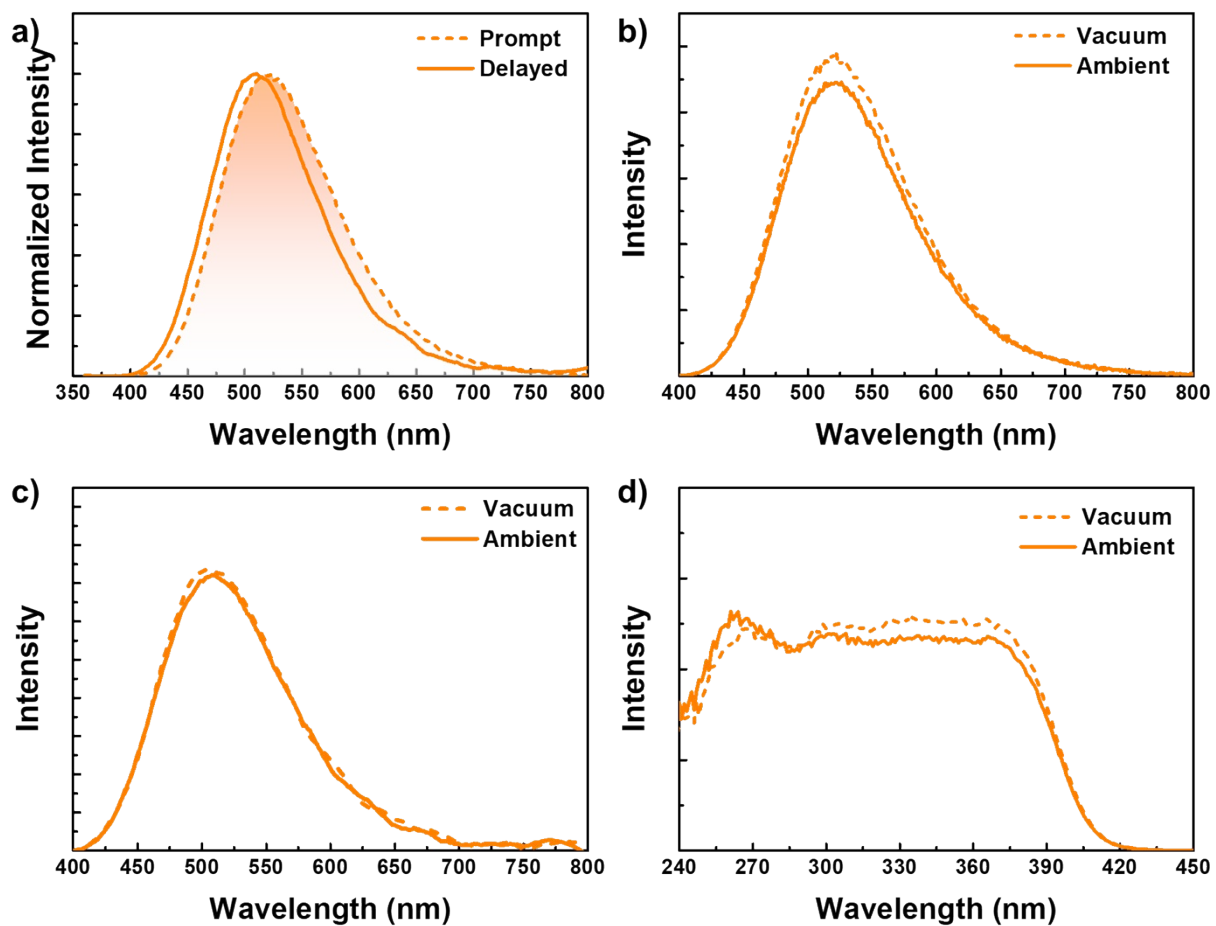 a)
Prompt
Delayed
Normalized Intensity
350 400 450 500 550 600 650 700 750 800
Wavelength (nm)
b)
Vacuum
Ambient
Intensity
400 450 500 550 600 650 700 750 800
Wavelength (nm)
c)
Vacuum
Ambient
Intensity
400 450 500 550 600 650 700 750 800
Wavelength (nm)
d)
Vacuum
Ambient
Intensity
240 270 300 330 360 390 420 450
Wavelength (nm)